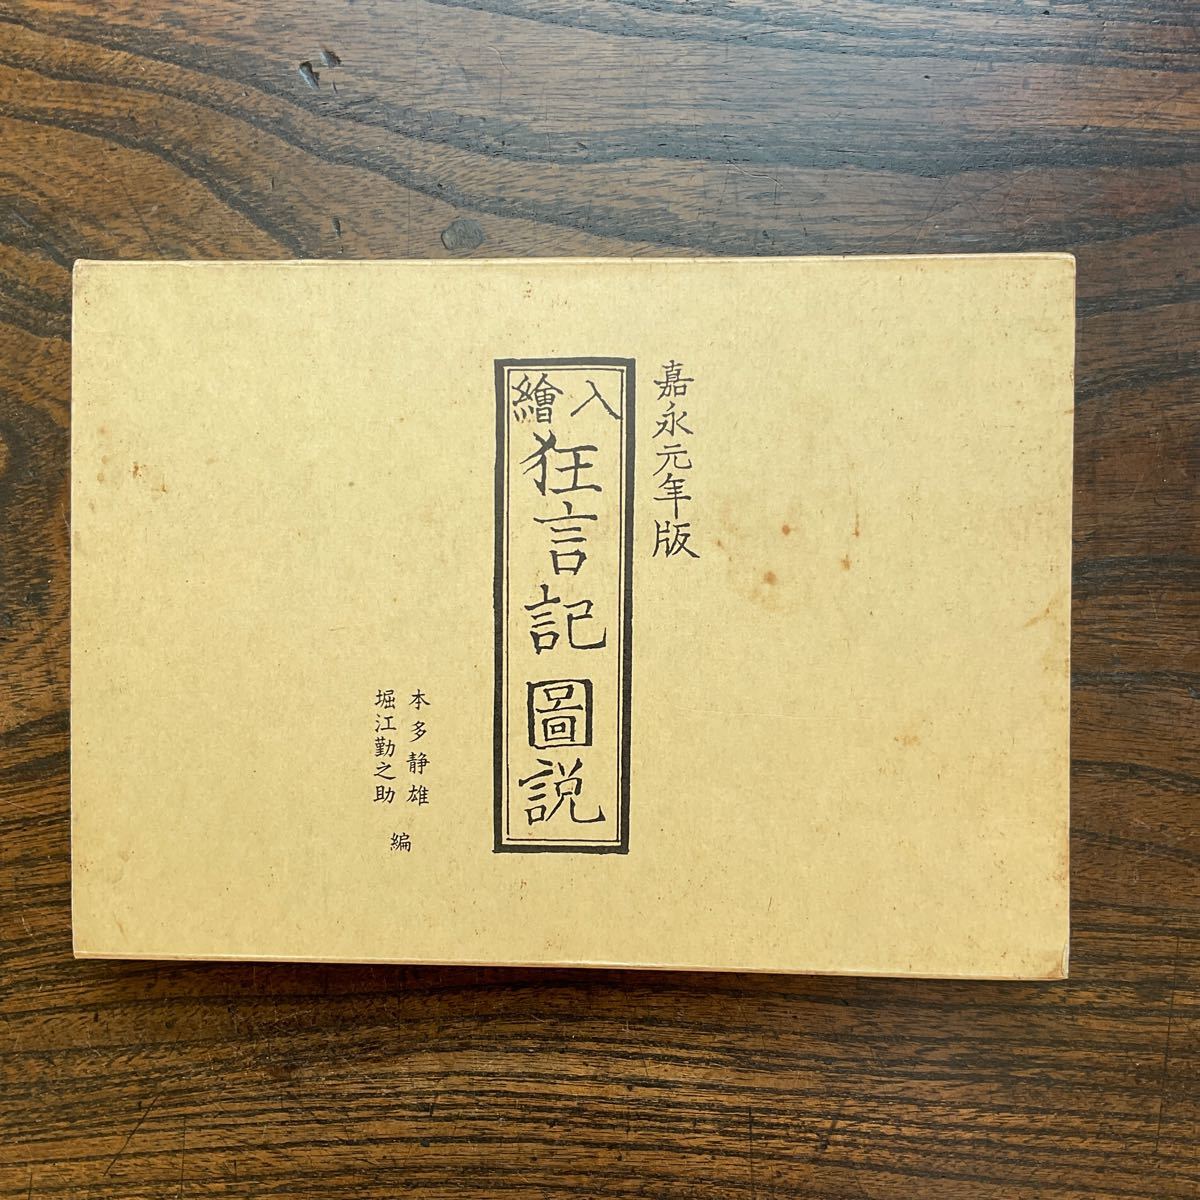 嘉永元年版
繪入
狂言記圖説
本多静雄
堀江勤之助
編